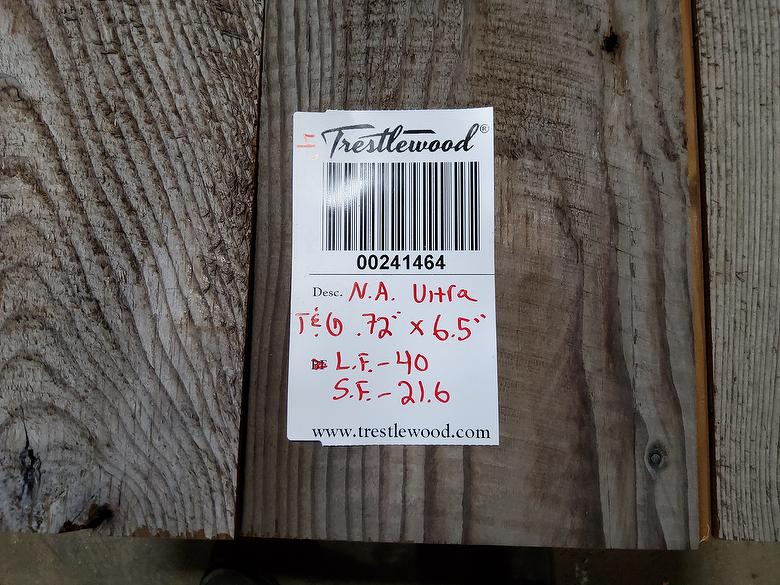 Trestlewood®
00241464
Desc. N.A. Ultra
T&G .72" x 6.5"
L.F. - 40
S.F. - 21.6
www.trestlewood.com